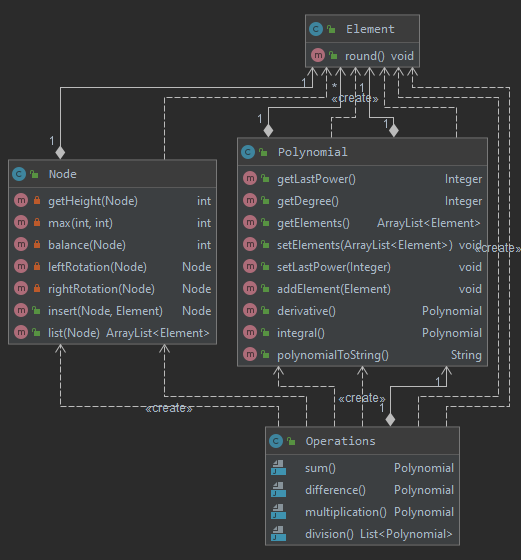 Element
round() void
1
*
1
«create»
1
1
1
Polynomial
getLastPower() Integer
getDegree() Integer
getElements() ArrayList<Element>
setElements(ArrayList<Element>) void
setLastPower(Integer) void
addElement(Element) void
derivative() Polynomial
integral() Polynomial
polynomialToString() String
«create»
Node
getHeight(Node) int
max(int, int) int
balance(Node) int
leftRotation(Node) Node
rightRotation(Node) Node
insert(Node, Element) Node
list(Node) ArrayList<Element>
«create»
«create»
1
1
Operations
sum() Polynomial
difference() Polynomial
multiplication() Polynomial
division() List<Polynomial>